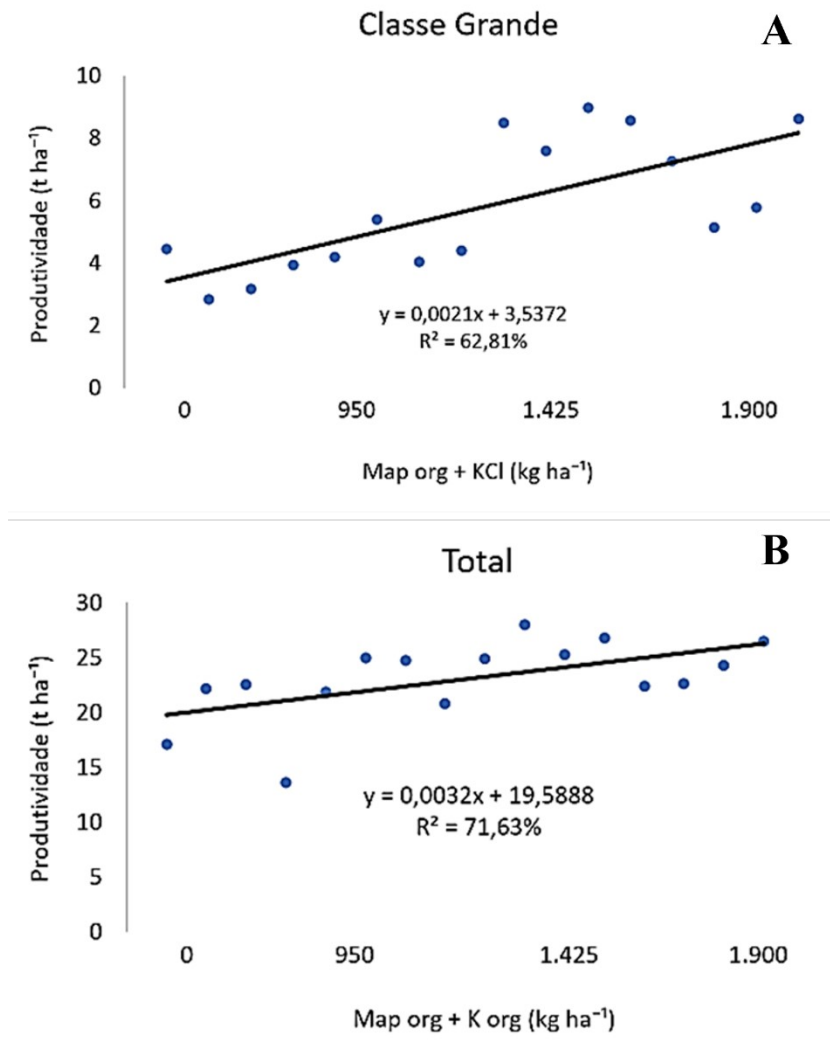 Classe Grande
A
10
8
6
4
2
0
Produtividade (t ha⁻¹)
y = 0,0021x + 3,5372
R² = 62,81%
0 950 1.425 1.900
Map org + KCl (kg ha⁻¹)
Total
B
30
25
20
15
10
5
0
Produtividade (t ha⁻¹)
y = 0,0032x + 19,5888
R² = 71,63%
0 950 1.425 1.900
Map org + K org (kg ha⁻¹)